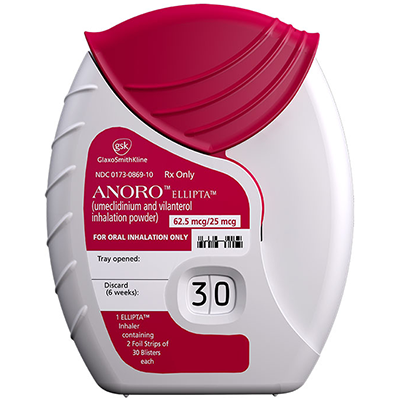 gsk
GlaxoSmithKline
NDC 0173-0869-10 Rx Only
ANORO™ ELLIPTA™
(umeclidinium and vilanterol
inhalation powder)
62.5 mcg/25 mcg
FOR ORAL INHALATION ONLY
Tray opened:
Discard
(6 weeks):
30
1 ELLIPTA™
Inhaler
containing
2 Foil Strips of
30 Blisters
each